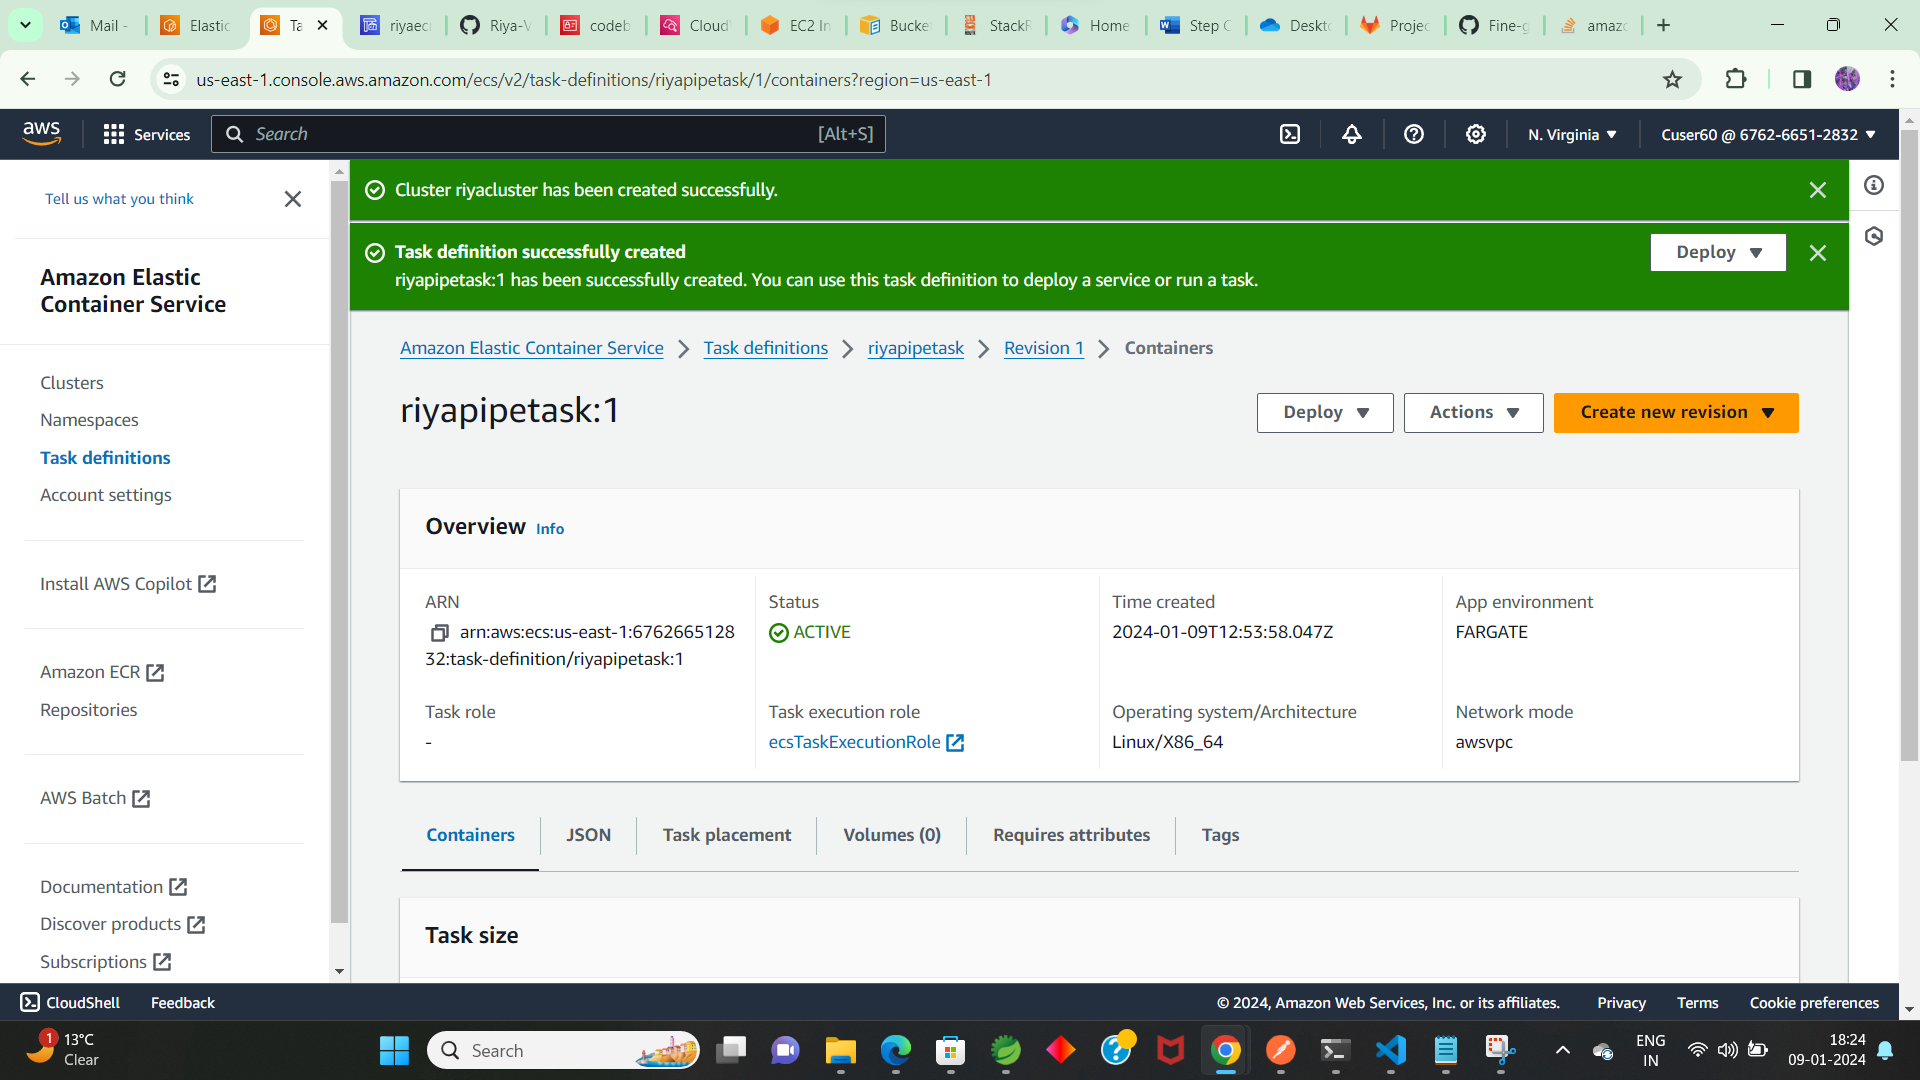 Mail -
Elastic
Ta
riyaec
Riya-V
codeb
Cloud
EC2 In
Bucke
StackR
Home
Step C
Deskt
Projec
Fine-g
amaz
us-east-1.console.aws.amazon.com/ecs/v2/task-definitions/riyapipetask/1/containers?region=us-east-1
aws
Services
Search
[Alt+S]
N. Virginia
Cuser60 @ 6762-6651-2832
Tell us what you think
Amazon Elastic
Container Service
Clusters
Namespaces
Task definitions
Account settings
Install AWS Copilot
Amazon ECR
Repositories
AWS Batch
Documentation
Discover products
Subscriptions
Cluster riyacluster has been created successfully.
Task definition successfully created
riyapipetask:1 has been successfully created. You can use this task definition to deploy a service or run a task.
Deploy
Amazon Elastic Container Service
Task definitions
riyapipetask
Revision 1
Containers
riyapipetask:1
Deploy
Actions
Create new revision
Overview Info
ARN
arn:aws:ecs:us-east-1:6762665128
32:task-definition/riyapipetask:1
Status
ACTIVE
Time created
2024-01-09T12:53:58.047Z
App environment
FARGATE
Task role
-
Task execution role
ecsTaskExecutionRole
Operating system/Architecture
Linux/X86_64
Network mode
awsvpc
Containers
JSON
Task placement
Volumes (0)
Requires attributes
Tags
Task size
CloudShell
Feedback
© 2024, Amazon Web Services, Inc. or its affiliates.
Privacy
Terms
Cookie preferences
1
13°C
Clear
Search
ENG
IN
18:24
09-01-2024